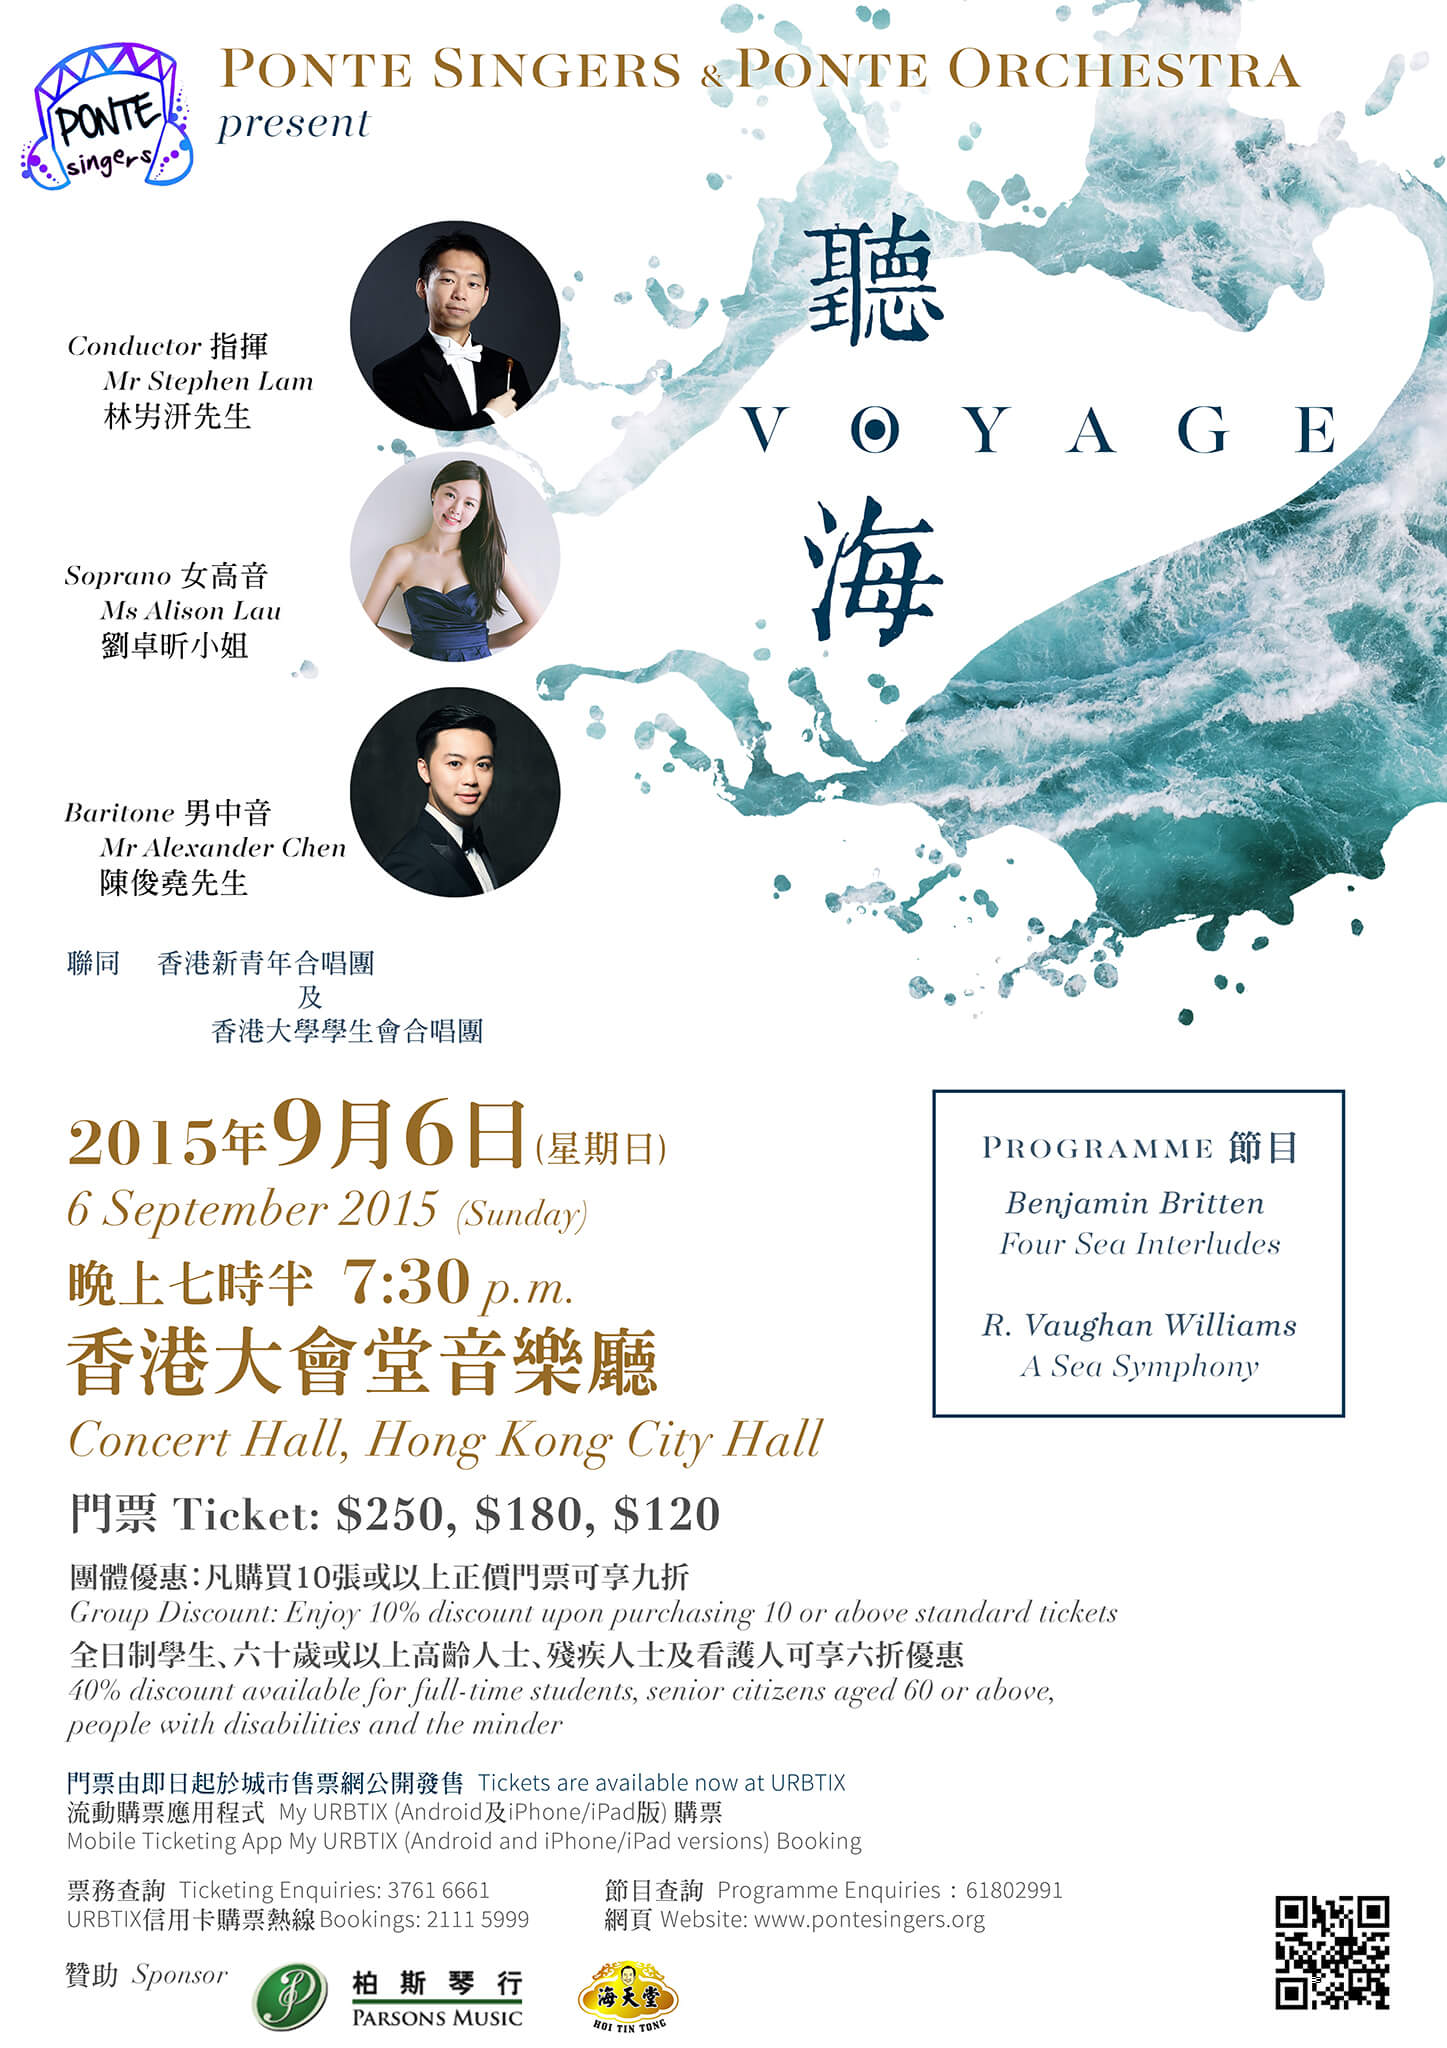 PONTE singers
PONTE SINGERS & PONTE ORCHESTRA
present
聽
VOYAGE
海
Conductor 指揮
Mr Stephen Lam
林屴汧先生
Soprano 女高音
Ms Alison Lau
劉卓昕小姐
Baritone 男中音
Mr Alexander Chen
陳俊堯先生
聯同 香港新青年合唱團
及
香港大學學生會合唱團
2015年9月6日(星期日)
6 September 2015 (Sunday)
晚上七時半 7:30 p.m.
香港大會堂音樂廳
Concert Hall, Hong Kong City Hall
PROGRAMME 節目
Benjamin Britten
Four Sea Interludes
R. Vaughan Williams
A Sea Symphony
門票 Ticket: $250, $180, $120
團體優惠：凡購買10張或以上正價門票可享九折
Group Discount: Enjoy 10% discount upon purchasing 10 or above standard tickets
全日制學生、六十歲或以上高齡人士、殘疾人士及看護人可享六折優惠
40% discount available for full-time students, senior citizens aged 60 or above,
people with disabilities and the minder
門票由即日起於城市售票網公開發售 Tickets are available now at URBTIX
流動購票應用程式 My URBTIX (Android及iPhone/iPad版) 購票
Mobile Ticketing App My URBTIX (Android and iPhone/iPad versions) Booking
票務查詢 Ticketing Enquiries: 3761 6661
URBTIX信用卡購票熱線 Bookings: 2111 5999
節目查詢 Programme Enquiries：61802991
網頁 Website: www.pontesingers.org
贊助 Sponsor
柏斯琴行
PARSONS MUSIC
海天堂
HOI TIN TONG